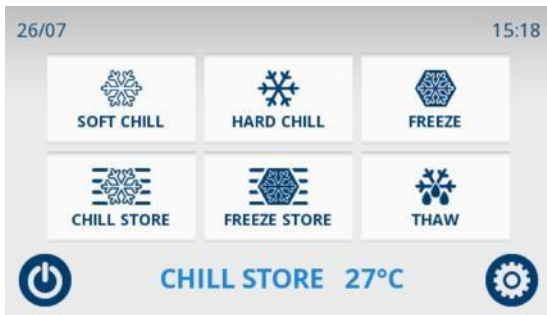 26/07 15:18
SOFT CHILL HARD CHILL FREEZE
CHILL STORE FREEZE STORE THAW
CHILL STORE 27°C